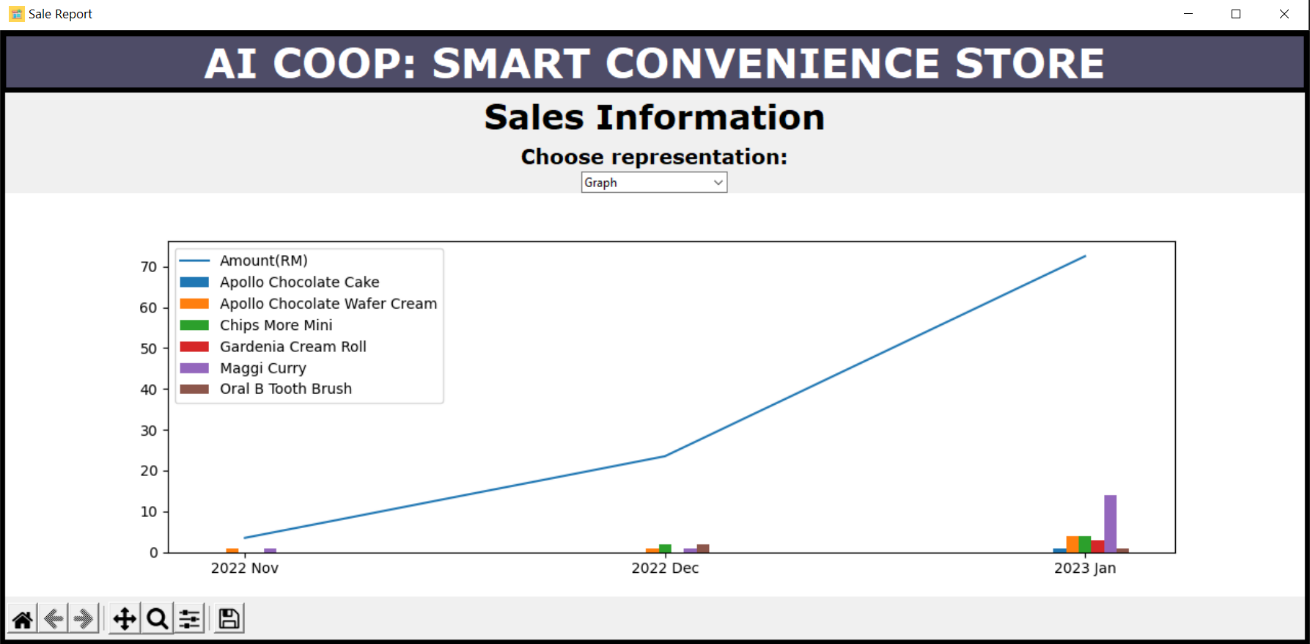 Sale Report
AI COOP: SMART CONVENIENCE STORE
Sales Information
Choose representation:
Graph
Amount(RM)
Apollo Chocolate Cake
Apollo Chocolate Wafer Cream
Chips More Mini
Gardenia Cream Roll
Maggi Curry
Oral B Tooth Brush
70
60
50
40
30
20
10
0
2022 Nov 2022 Dec 2023 Jan